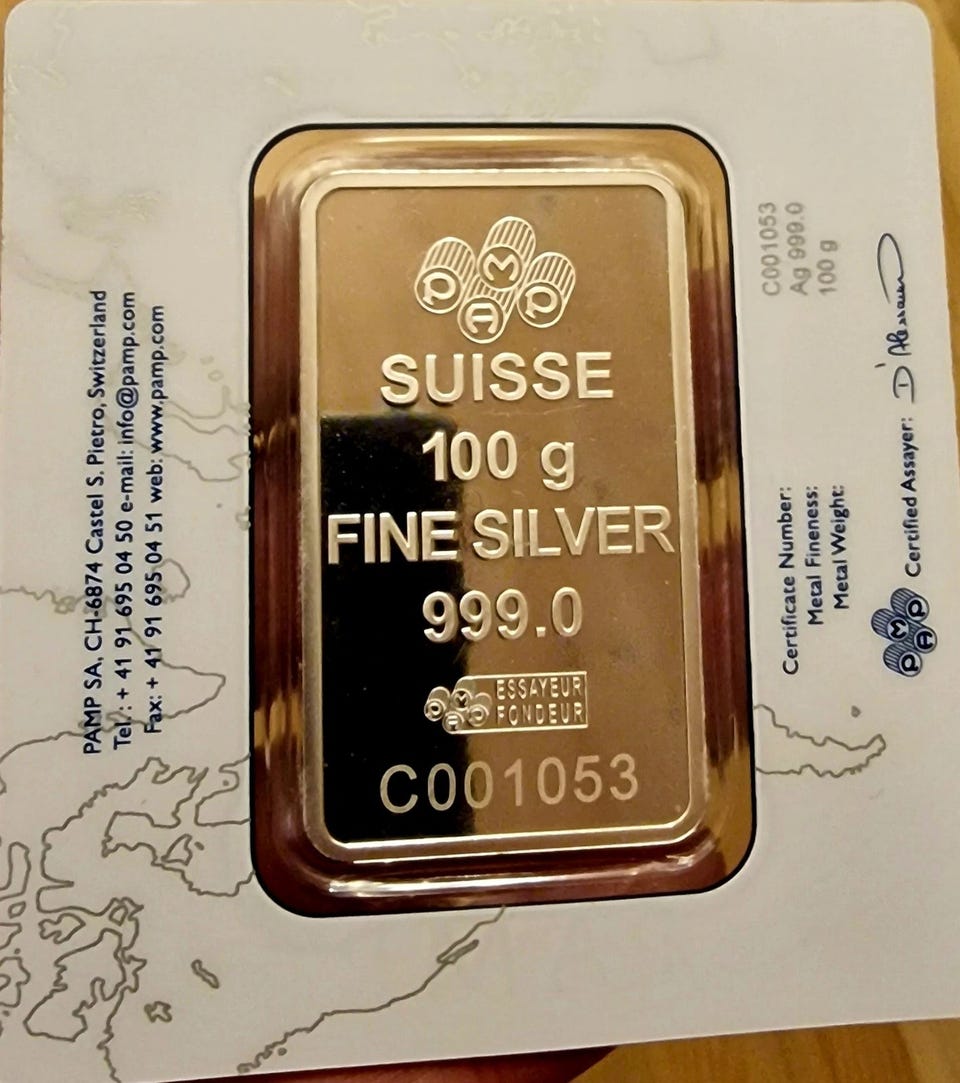 PAMP SA, CH-6874 Castel S. Pietro, Switzerland
Tel.: + 41 91 695 04 50 e-mail: info@pamp.com
Fax: + 41 91 695 04 51 web: www.pamp.com
PAMP
SUISSE
100 g
FINE SILVER
999.0
PAMP
ESSAYEUR
FONDEUR
C001053
Certificate Number: C001053
Metal Fineness: Ag 999.0
Metal Weight: 100 g
PAMP
Certified Assayer: